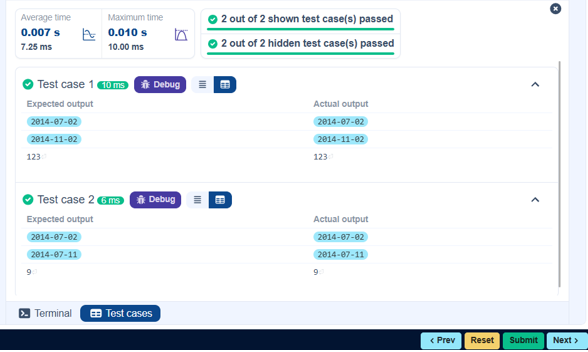 Average time
Maximum time
0.007 s
0.010 s
7.25 ms
10.00 ms
2 out of 2 shown test case(s) passed
2 out of 2 hidden test case(s) passed
Test case 1 10 ms Debug
Expected output Actual output
2014-07-02 2014-07-02
2014-11-02 2014-11-02
123 123
Test case 2 6 ms Debug
Expected output Actual output
2014-07-02 2014-07-02
2014-07-11 2014-07-11
9 9
Terminal Test cases
< Prev Reset Submit Next >